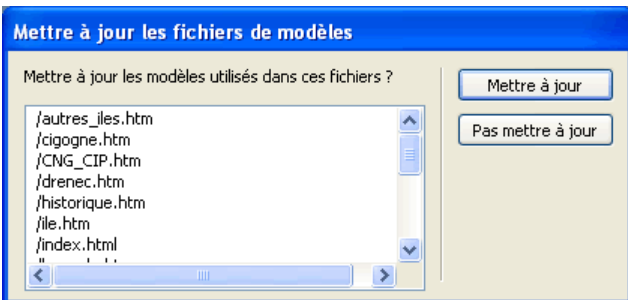 Mettre à jour les fichiers de modèles
Mettre à jour les modèles utilisés dans ces fichiers ?
/autres_iles.htm
/cigogne.htm
/CNG_CIP.htm
/drenec.htm
/historique.htm
/ile.htm
/index.html
Mettre à jour
Pas mettre à jour